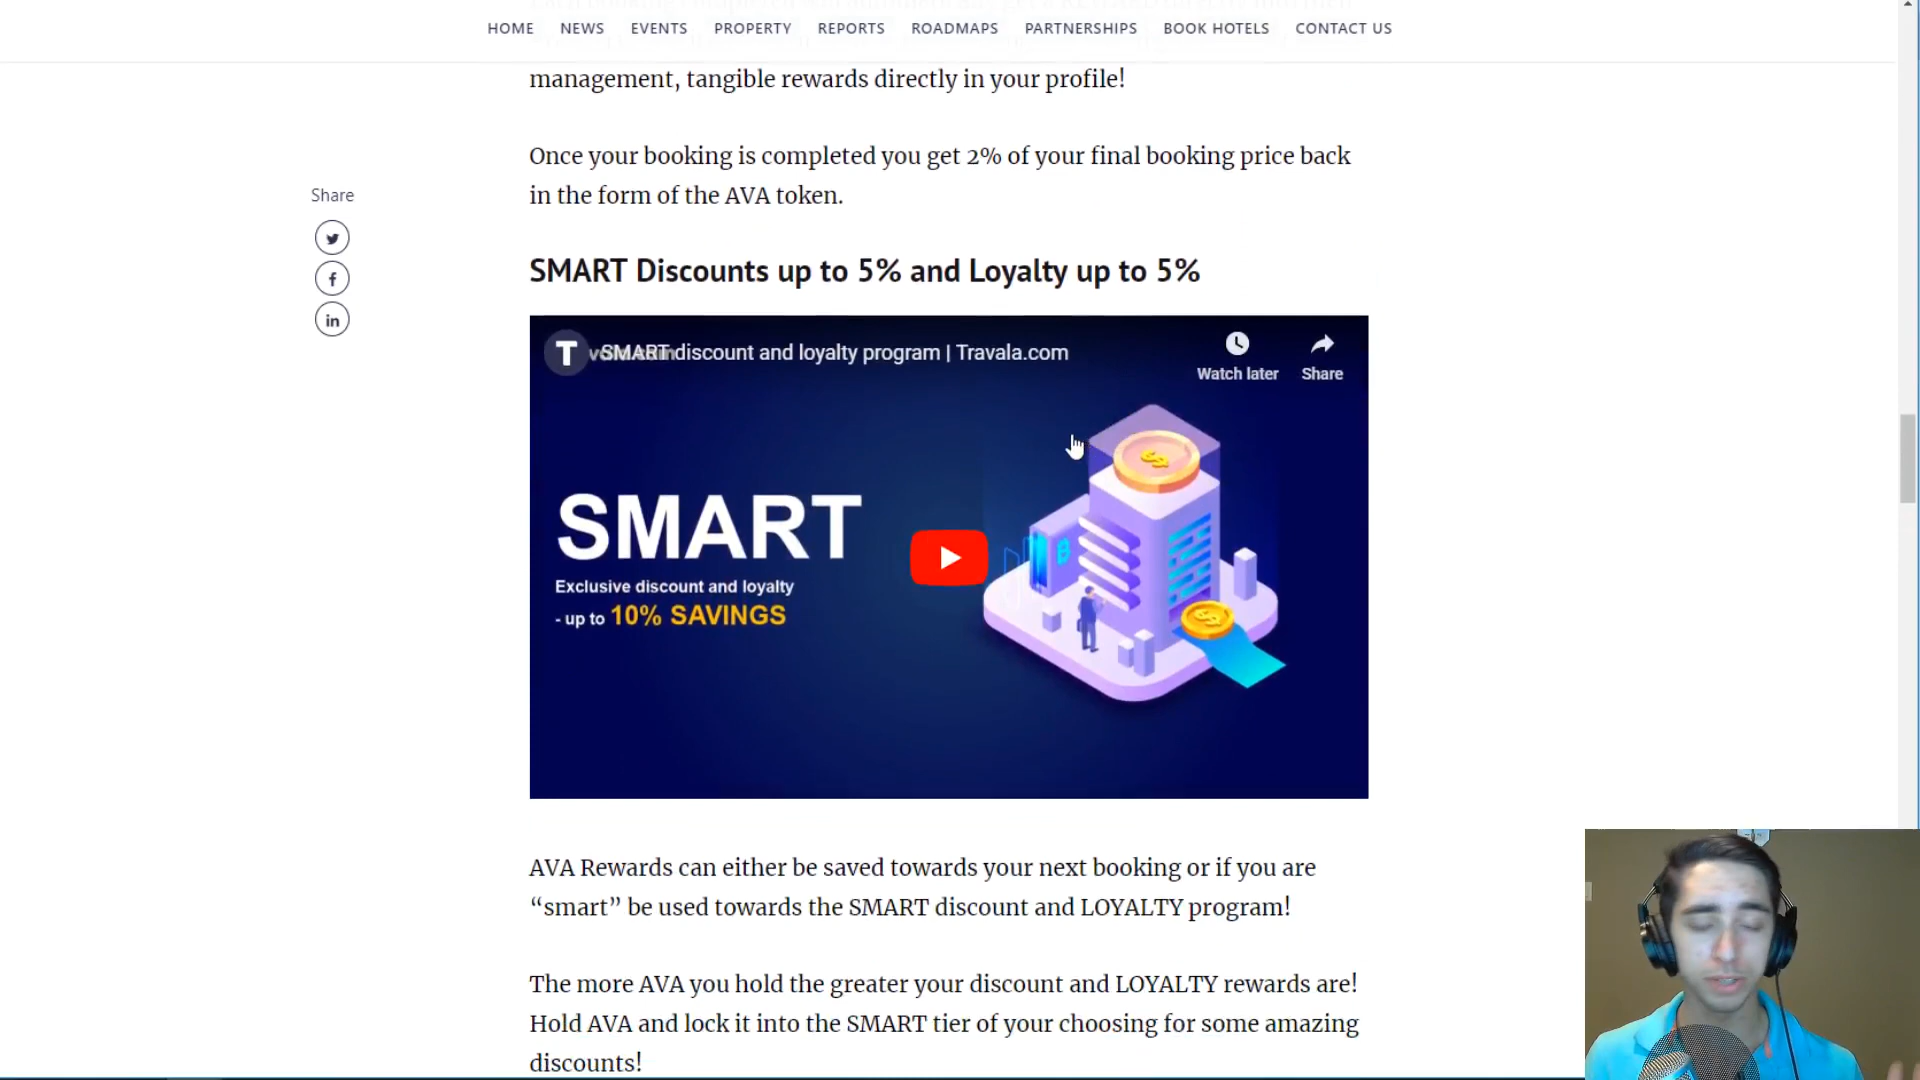 HOME NEWS EVENTS PROPERTY REPORTS ROADMAPS PARTNERSHIPS BOOK HOTELS CONTACT US
management, tangible rewards directly in your profile!
Once your booking is completed you get 2% of your final booking price back
in the form of the AVA token.
Share
SMART Discounts up to 5% and Loyalty up to 5%
T SMART discount and loyalty program | Travala.com
Watch later
Share
SMART
Exclusive discount and loyalty
- up to 10% SAVINGS
AVA Rewards can either be saved towards your next booking or if you are
“smart” be used towards the SMART discount and LOYALTY program!
The more AVA you hold the greater your discount and LOYALTY rewards are!
Hold AVA and lock it into the SMART tier of your choosing for some amazing
discounts!